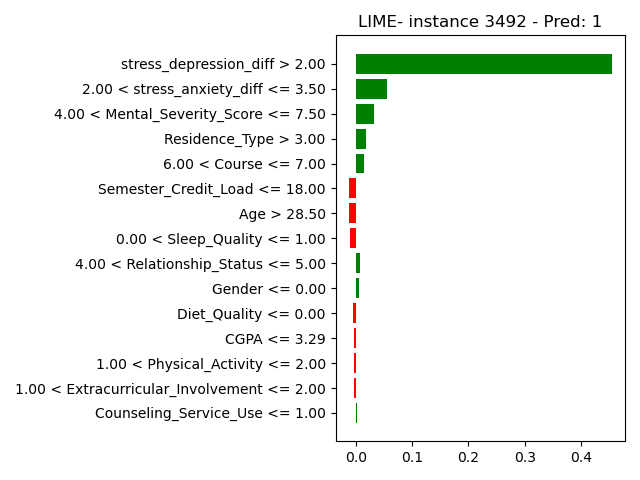 LIME- instance 3492 - Pred: 1
stress_depression_diff > 2.00
2.00 < stress_anxiety_diff <= 3.50
4.00 < Mental_Severity_Score <= 7.50
Residence_Type > 3.00
6.00 < Course <= 7.00
Semester_Credit_Load <= 18.00
Age > 28.50
0.00 < Sleep_Quality <= 1.00
4.00 < Relationship_Status <= 5.00
Gender <= 0.00
Diet_Quality <= 0.00
CGPA <= 3.29
1.00 < Physical_Activity <= 2.00
1.00 < Extracurricular_Involvement <= 2.00
Counseling_Service_Use <= 1.00
0.0 0.1 0.2 0.3 0.4